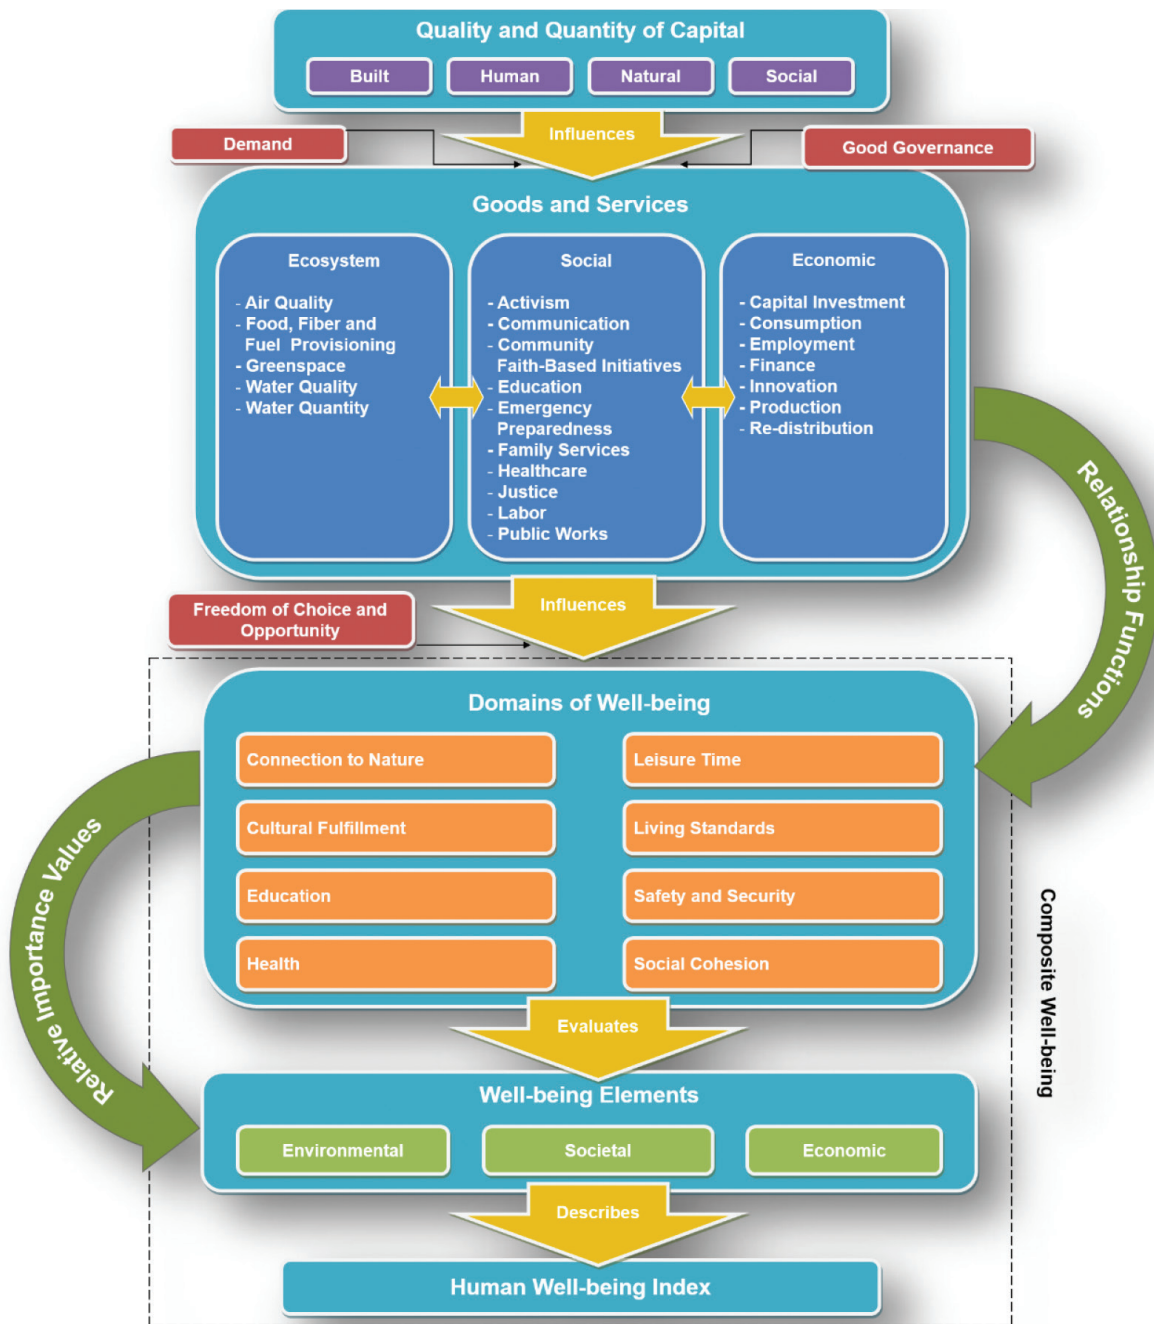 Quality and Quantity of Capital
Built
Human
Natural
Social
Influences
Demand
Good Governance
Goods and Services
Ecosystem
- Air Quality
- Food, Fiber and
Fuel Provisioning
- Greenspace
- Water Quality
- Water Quantity
Social
- Activism
- Communication
- Community
Faith-Based Initiatives
- Education
- Emergency
Preparedness
- Family Services
- Healthcare
- Justice
- Labor
- Public Works
Economic
- Capital Investment
- Consumption
- Employment
- Finance
- Innovation
- Production
- Re-distribution
Relationship Functions
Influences
Freedom of Choice and
Opportunity
Domains of Well-being
Connection to Nature
Leisure Time
Cultural Fulfillment
Living Standards
Education
Safety and Security
Health
Social Cohesion
Relative Importance Values
Composite Well-being
Evaluates
Well-being Elements
Environmental
Societal
Economic
Describes
Human Well-being Index